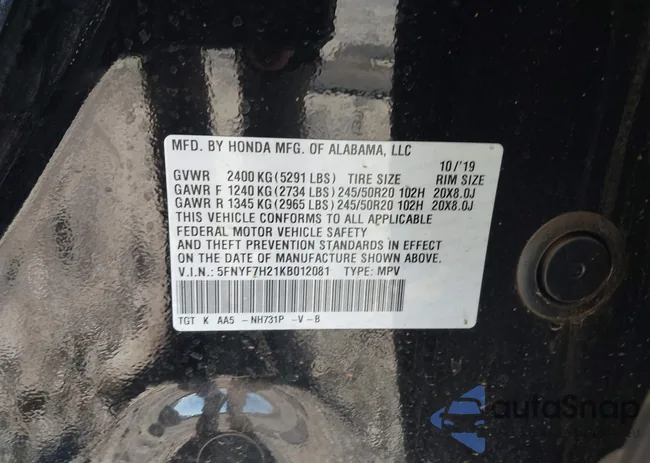 MFD. BY HONDA MFG. OF ALABAMA, LLC
10/'19
GVWR 2400 KG (5291 LBS) TIRE SIZE RIM SIZE
GAWR F 1240 KG (2734 LBS) 245/50R20 102H 20X8.0J
GAWR R 1345 KG (2965 LBS) 245/50R20 102H 20X8.0J
THIS VEHICLE CONFORMS TO ALL APPLICABLE
FEDERAL MOTOR VEHICLE SAFETY
AND THEFT PREVENTION STANDARDS IN EFFECT
ON THE DATE OF MANUFACTURE SHOWN ABOVE.
V.I.N.: 5FNYF7H21KB012081 TYPE: MPV
TGT K AA5 -NH731P -V-B
autoSnap